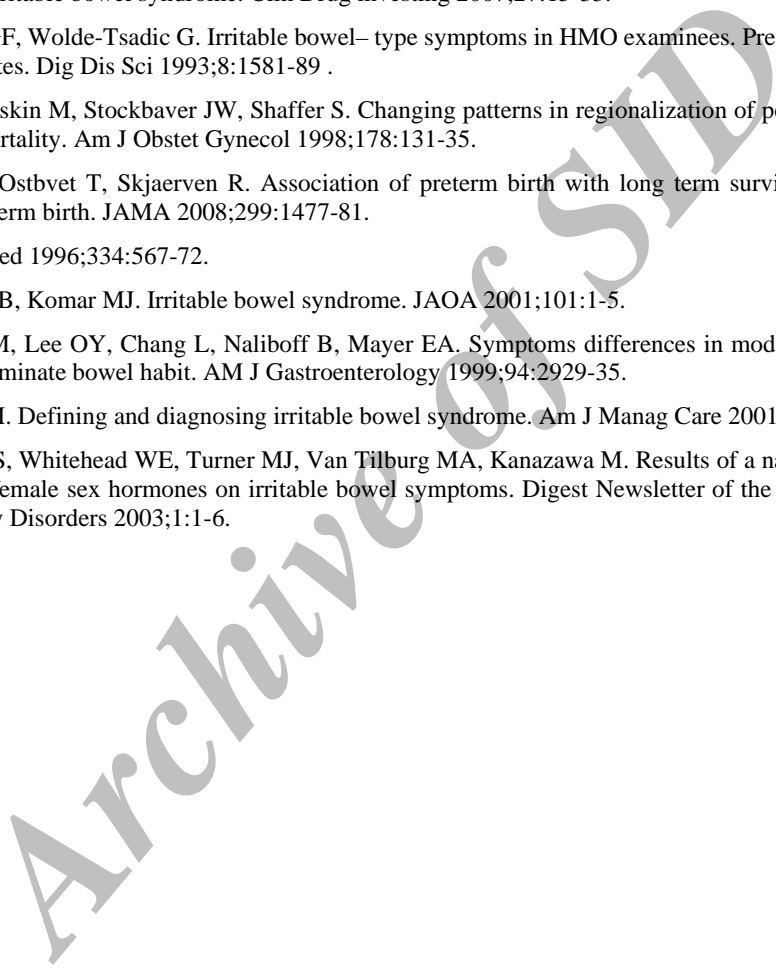 bowel syndrome.
F, Wolde-Tsadic G. Irritable bowel– type symptoms in HMO examinees. Pre
tes. Dig Dis Sci 1993;8:1581-89 .
skin M, Stockbaver JW, Shaffer S. Changing patterns in regionalization of p
rtality. Am J Obstet Gynecol 1998;178:131-35.
Ostbvet T, Skjaerven R. Association of preterm birth with long term survi
erm birth. JAMA 2008;299:1477-81.
ed 1996;334:567-72.
B, Komar MJ. Irritable bowel syndrome. JAOA 2001;101:1-5.
M, Lee OY, Chang L, Naliboff B, Mayer EA. Symptoms differences in mod
minate bowel habit. AM J Gastroenterology 1999;94:2929-35.
I. Defining and diagnosing irritable bowel syndrome. Am J Manag Care 2001
S, Whitehead WE, Turner MJ, Van Tilburg MA, Kanazawa M. Results of a na
female sex hormones on irritable bowel symptoms. Digest Newsletter of the
y Disorders 2003;1:1-6.
Archive of SID